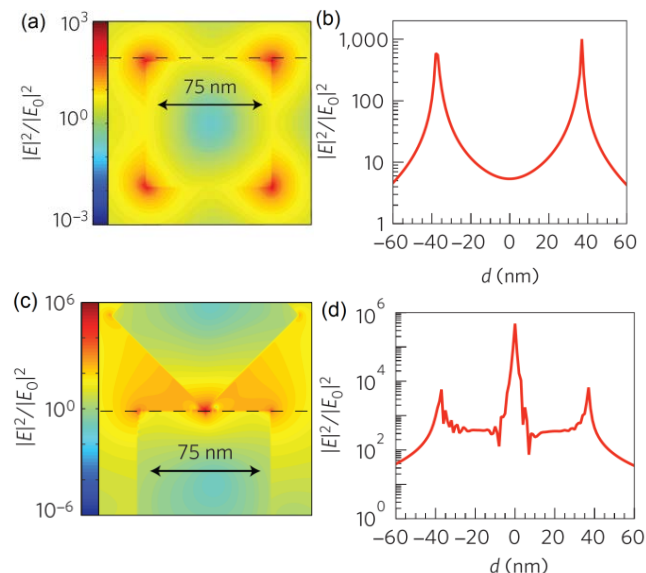 (a)
10³
|E|²/|E₀|²
10⁰
10⁻³
75 nm
(b)
|E|²/|E₀|²
1,000
100
10
1
−60 −40 −20 0 20 40 60
d (nm)
(c)
10⁶
|E|²/|E₀|²
10⁰
10⁻⁶
75 nm
(d)
|E|²/|E₀|²
10⁶
10⁴
10²
10⁰
−60 −40 −20 0 20 40 60
d (nm)